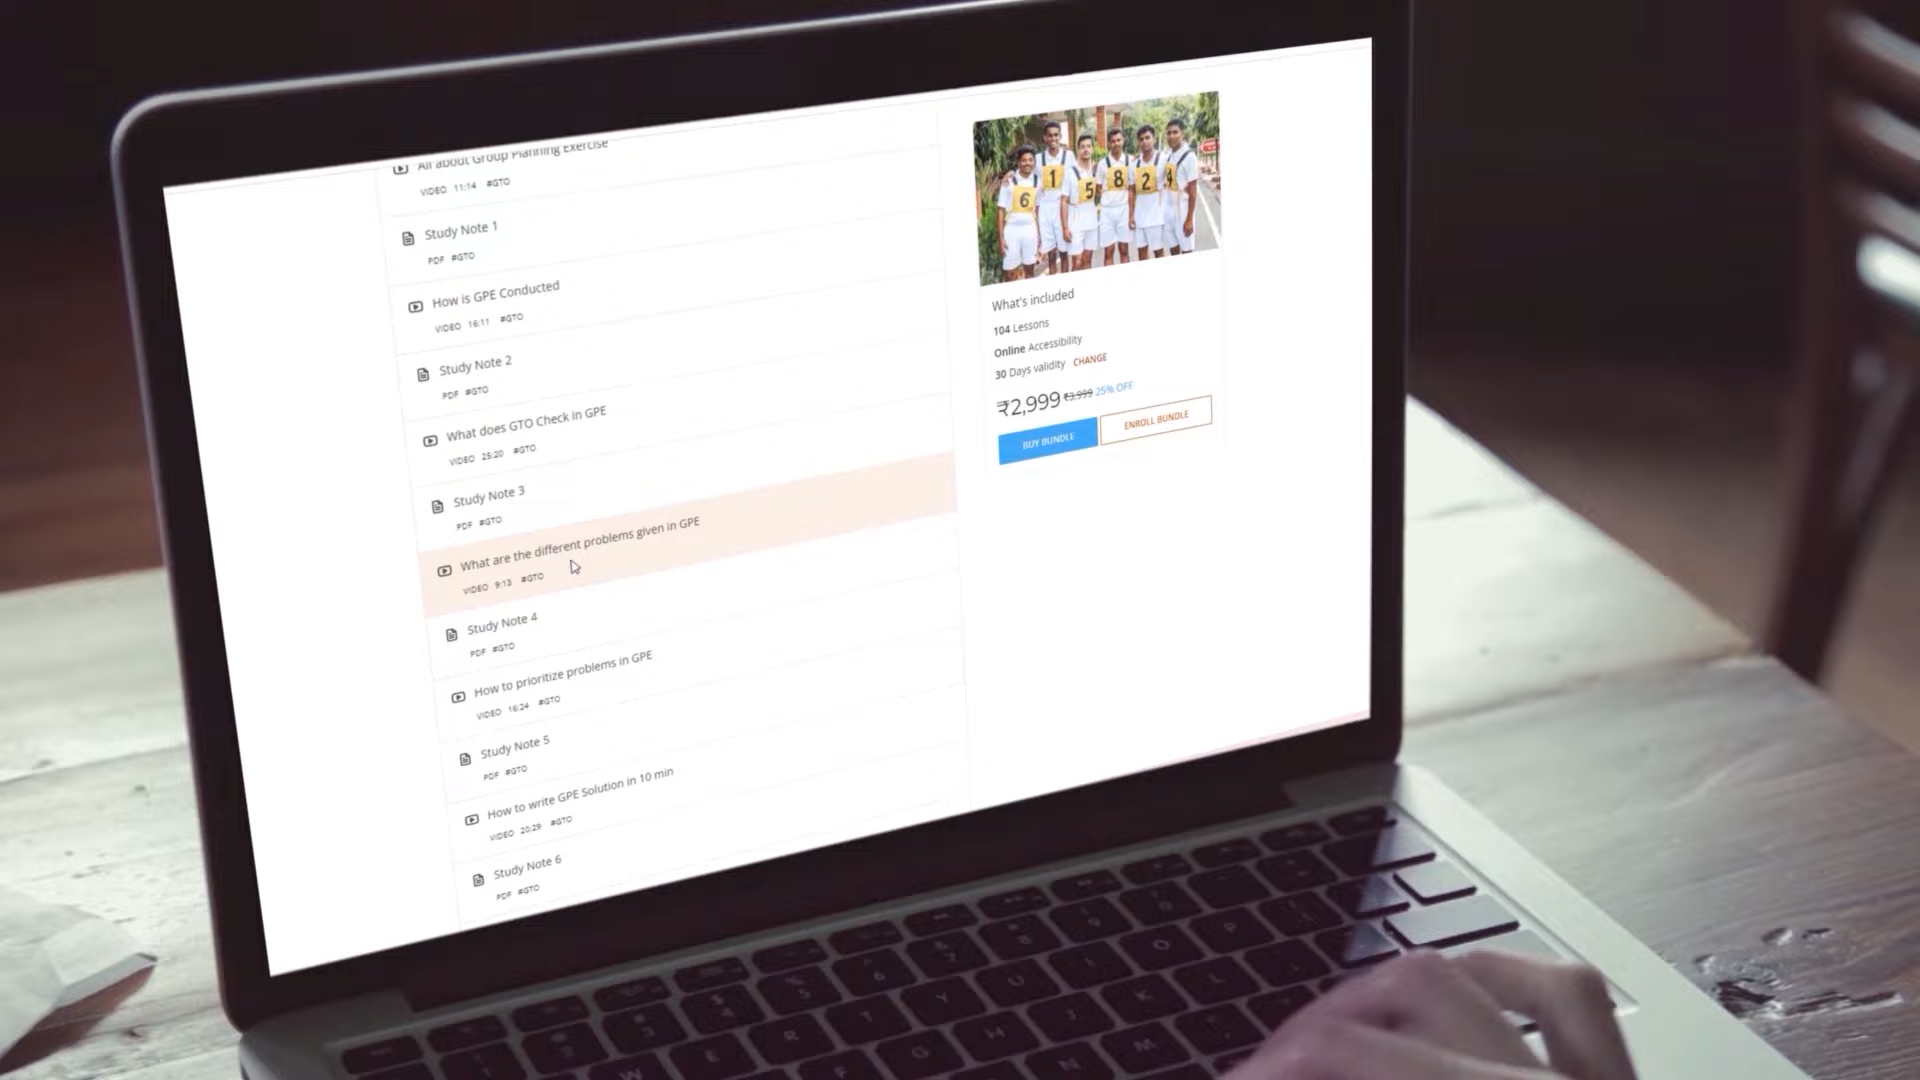 All about Group Planning Exercise
VIDEO 11:14 #GTO
Study Note 1
PDF #GTO
How is GPE Conducted
VIDEO 16:11 #GTO
Study Note 2
PDF #GTO
What does GTO Check in GPE
VIDEO 25:20 #GTO
Study Note 3
PDF #GTO
What are the different problems given in GPE
VIDEO 9:13 #GTO
Study Note 4
PDF #GTO
How to prioritize problems in GPE
VIDEO 16:24 #GTO
Study Note 5
PDF #GTO
How to write GPE Solution in 10 min
VIDEO 20:29 #GTO
Study Note 6
PDF #GTO
6 1 5 8 2 4
What's included
104 Lessons
Online Accessibility
30 Days validity CHANGE
₹2,999 ₹3,999 25% OFF
BUY BUNDLE ENROLL BUNDLE